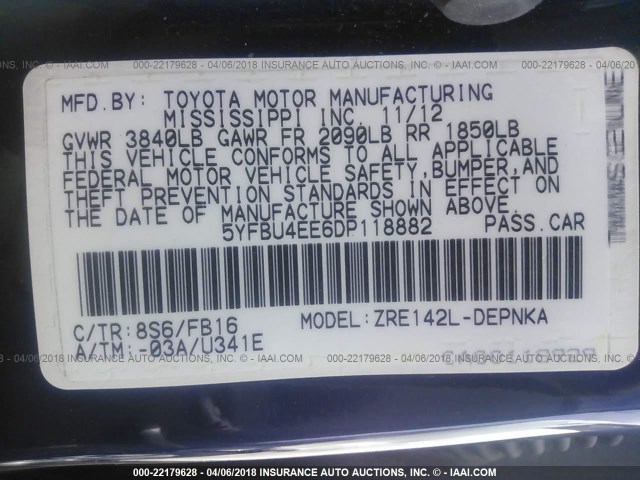 000-22179628 - 04/06/2018 - INSURANCE AUTO AUCTIONS, INC. - © IAAI.COM
MFD.BY: TOYOTA MOTOR MANUFACTURING
MISSISSIPPI INC. 11/12
GVWR 3840LB GAWR FR 2090LB RR 1850LB
THIS VEHICLE CONFORMS TO ALL APPLICABLE
FEDERAL MOTOR VEHICLE SAFETY,BUMPER,AND
THEFT PREVENTION STANDARDS IN EFFECT ON
THE DATE OF MANUFACTURE SHOWN ABOVE.
5YFBU4EE6DP118882 PASS.CAR
C/TR:8S6/FB16 MODEL:ZRE142L-DEPNKA
A/TM:-03A/U341E
000-22179628 - 04/06/2018 - INSURANCE AUTO AUCTIONS, INC. - © IAAI.COM
000-22179628 - 04/06/2018 INSURANCE AUTO AUCTIONS, INC. - © IAAI.COM